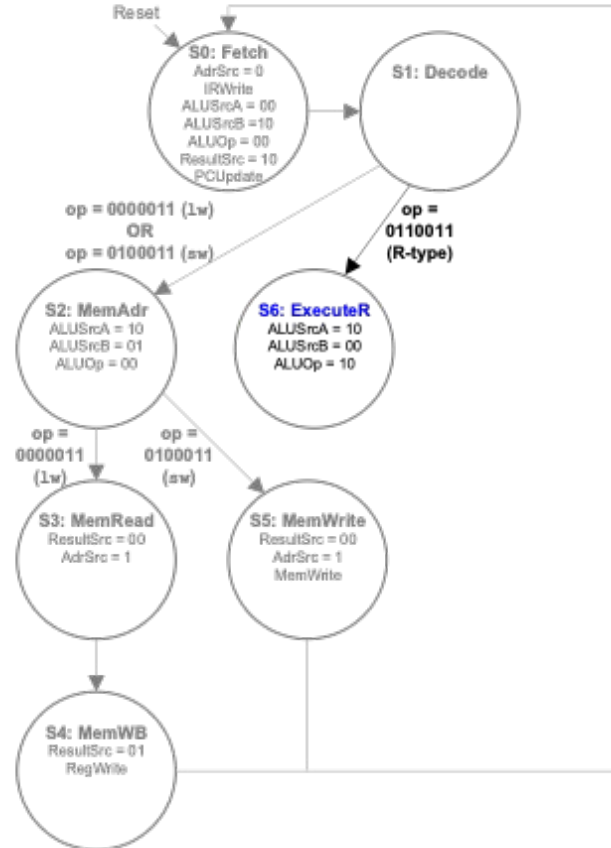 Reset
S0: Fetch
AdrSrc = 0
IRWrite
ALUSrcA = 00
ALUSrcB =10
ALUOp = 00
ResultSrc = 10
PCUpdate
S1: Decode
op = 0000011 (lw)
OR
op = 0100011 (sw)
op =
0110011
(R-type)
S2: MemAdr
ALUSrcA = 10
ALUSrcB = 01
ALUOp = 00
S6: ExecuteR
ALUSrcA = 10
ALUSrcB = 00
ALUOp = 10
op =
0000011
(lw)
op =
0100011
(sw)
S3: MemRead
ResultSrc = 00
AdrSrc = 1
S5: MemWrite
ResultSrc = 00
AdrSrc = 1
MemWrite
S4: MemWB
ResultSrc = 01
RegWrite